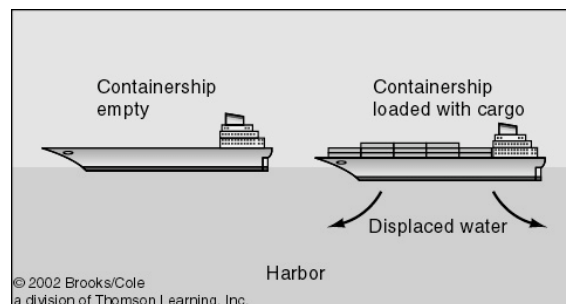 Containership
empty
Containership
loaded with cargo
Displaced water
Harbor
© 2002 Brooks/Cole
a division of Thomson Learning, Inc.